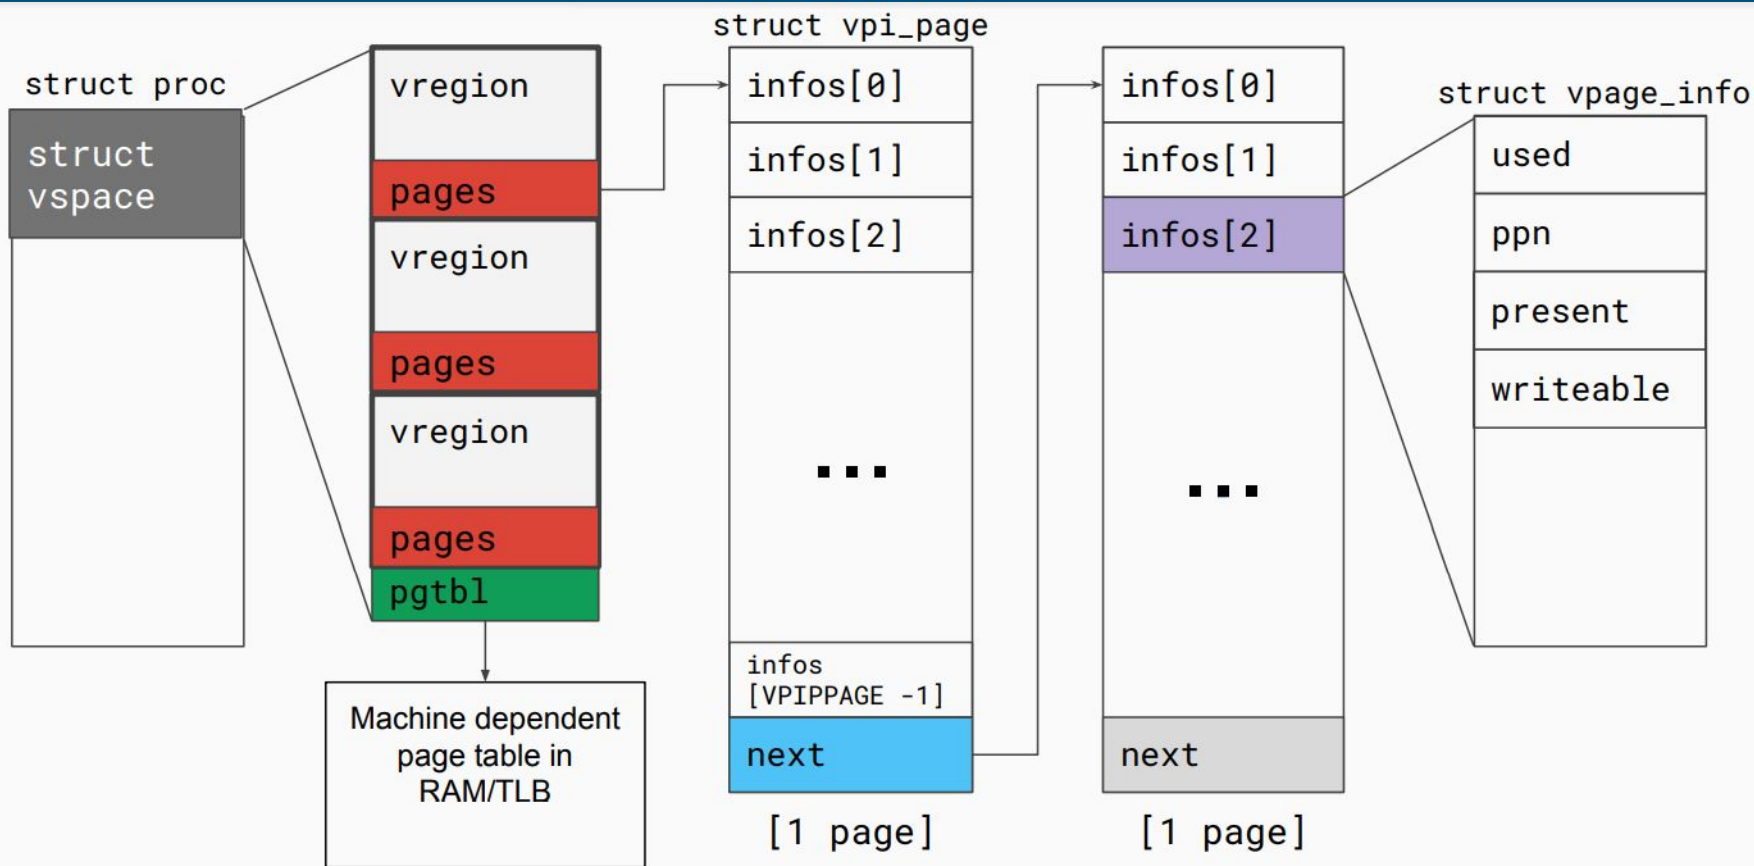 struct proc
struct
vspace
vregion
pages
vregion
pages
vregion
pages
pgtbl
Machine dependent
page table in
RAM/TLB
struct vpi_page
infos[0]
infos[1]
infos[2]
...
infos
[VPIPPAGE -1]
next
[1 page]
infos[0]
infos[1]
infos[2]
...
next
[1 page]
struct vpage_info
used
ppn
present
writeable